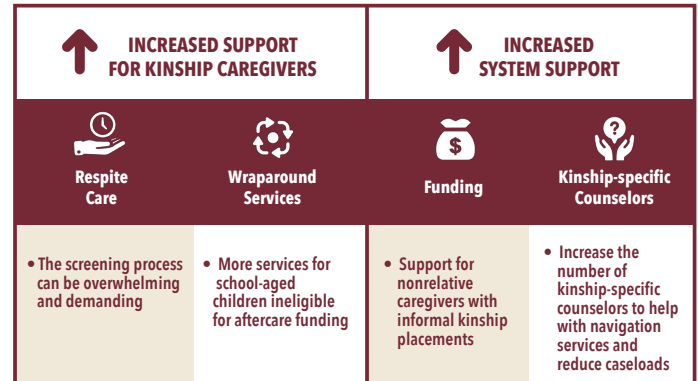 INCREASED SUPPORT
FOR KINSHIP CAREGIVERS
INCREASED
SYSTEM SUPPORT
Respite
Care
Wraparound
Services
$
Funding
?
Kinship-specific
Counselors
• The screening process
can be overwhelming
and demanding
• More services for
school-aged
children ineligible
for aftercare funding
• Support for
nonrelative
caregivers with
informal kinship
placements
• Increase the
number of
kinship-specific
counselors to help
with navigation
services and
reduce caseloads